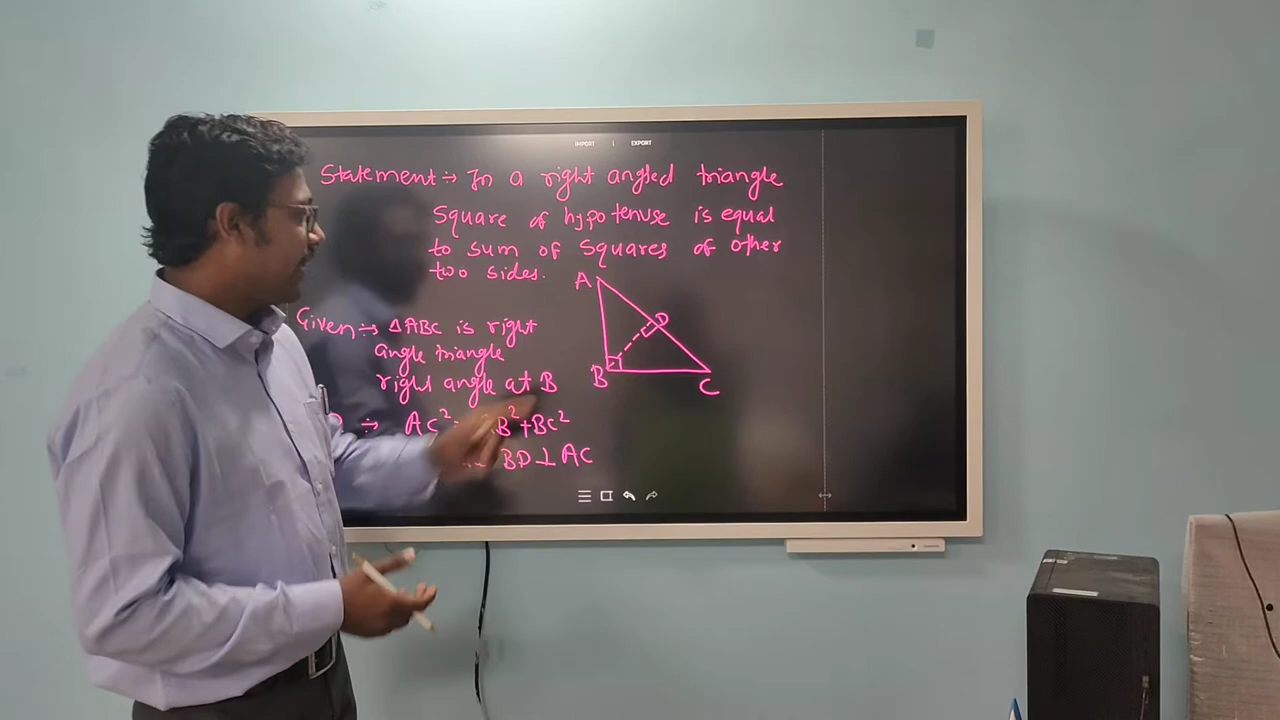 IMPORT | EXPORT
Statement :- In a right angled triangle
Square of hypotenuse is equal
to sum of squares of other
two sides.
A
Given :- ΔABC is right
D
angle triangle
right angle at B
B
C
:- AC² B²+BC²
BD⊥AC